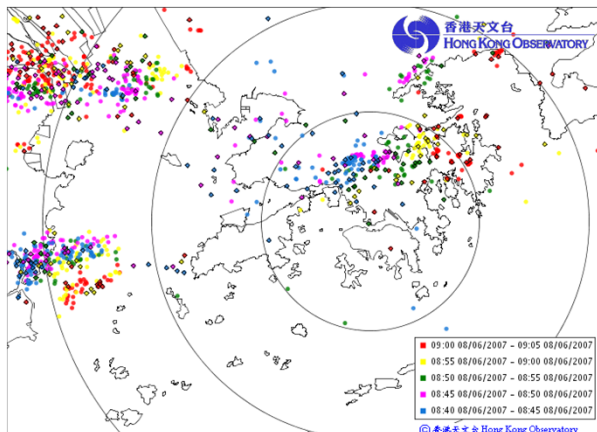 香港天文台
HONG KONG OBSERVATORY
09:00 08/06/2007 - 09:05 08/06/2007
08:55 08/06/2007 - 09:00 08/06/2007
08:50 08/06/2007 - 08:55 08/06/2007
08:45 08/06/2007 - 08:50 08/06/2007
08:40 08/06/2007 - 08:45 08/06/2007
© 香港天文台 Hong Kong Observatory